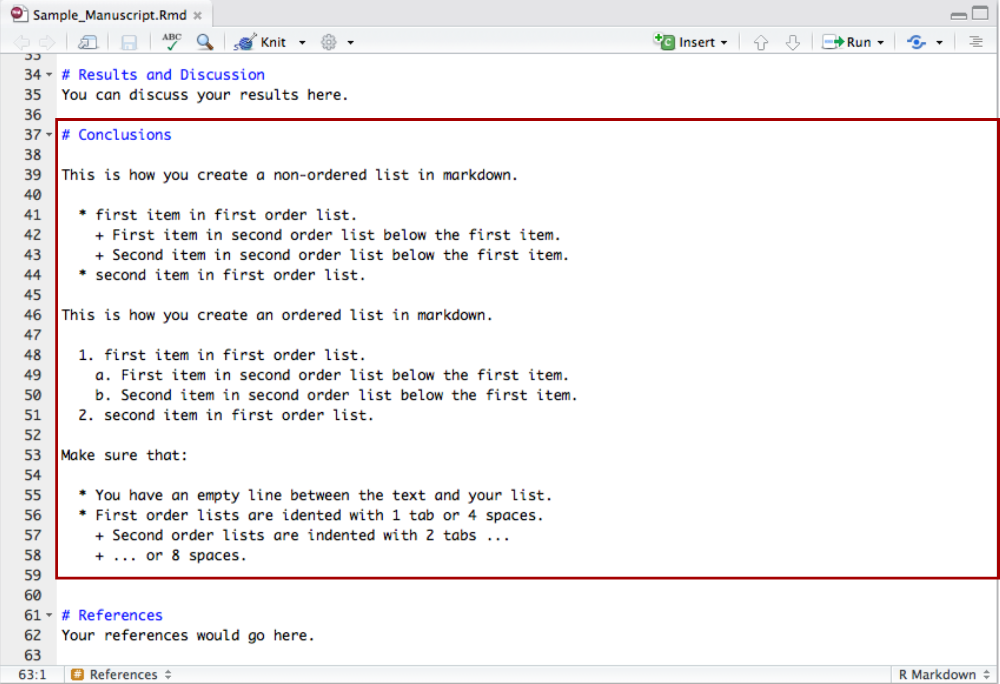 Sample_Manuscript.Rmd
ABC Knit Insert Run
33
34 # Results and Discussion
35 You can discuss your results here.
36
37 # Conclusions
38
39 This is how you create a non-ordered list in markdown.
40
41   * first item in first order list.
42     + First item in second order list below the first item.
43     + Second item in second order list below the first item.
44   * second item in first order list.
45
46 This is how you create an ordered list in markdown.
47
48   1. first item in first order list.
49     a. First item in second order list below the first item.
50     b. Second item in second order list below the first item.
51   2. second item in first order list.
52
53 Make sure that:
54
55   * You have an empty line between the text and your list.
56   * First order lists are idented with 1 tab or 4 spaces.
57     + Second order lists are indented with 2 tabs ...
58     + ... or 8 spaces.
59
60
61 # References
62 Your references would go here.
63
63:1 # References R Markdown